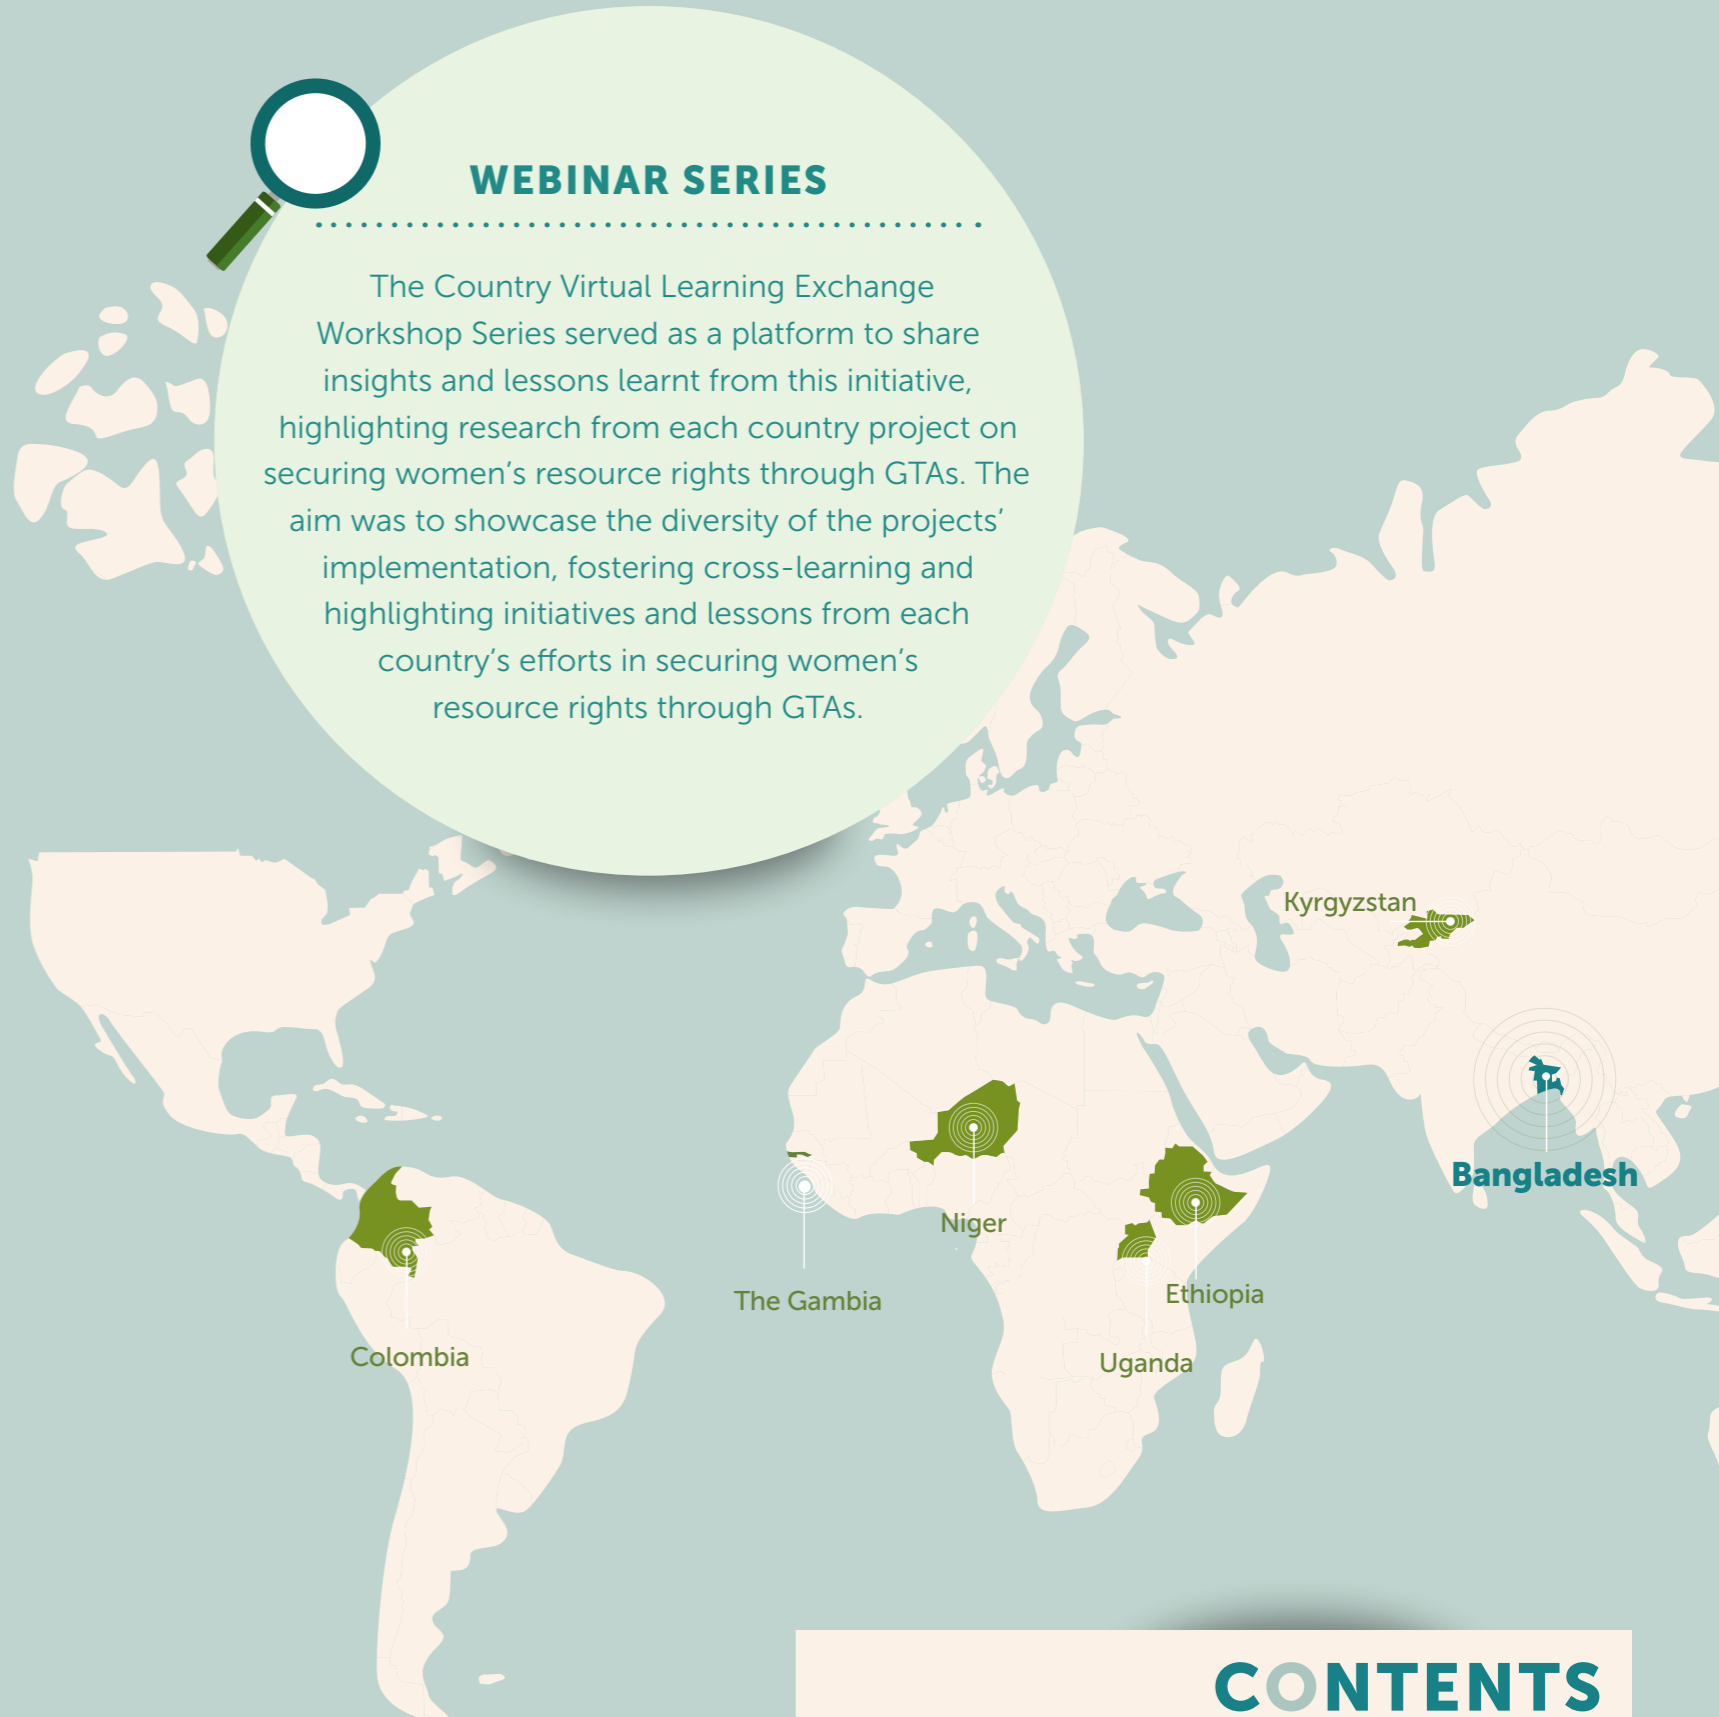 WEBINAR SERIES
The Country Virtual Learning Exchange
Workshop Series served as a platform to share
insights and lessons learnt from this initiative,
highlighting research from each country project on
securing women's resource rights through GTAs. The
aim was to showcase the diversity of the projects'
implementation, fostering cross-learning and
highlighting initiatives and lessons from each
country's efforts in securing women's
resource rights through GTAs.
Kyrgyzstan
Bangladesh
Niger
The Gambia
Ethiopia
Colombia
Uganda
CONTENTS